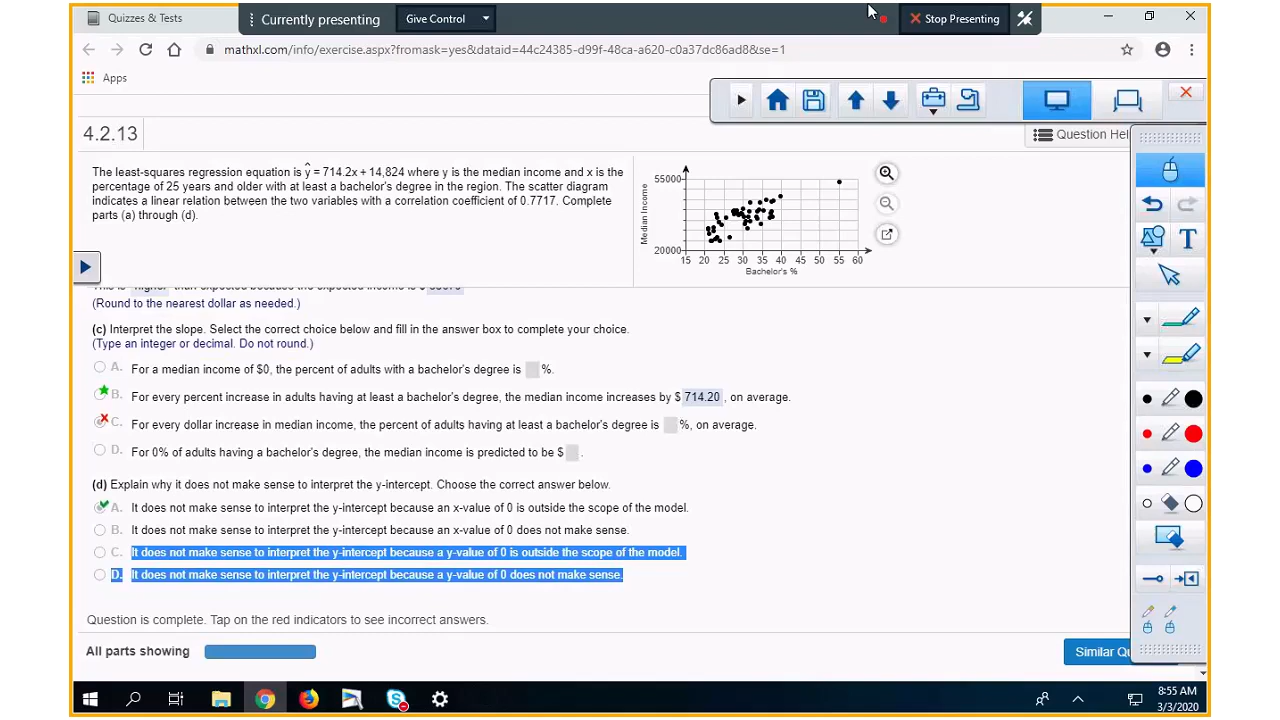 Quizzes & Tests
Currently presenting
Give Control
Stop Presenting
mathxl.com/info/exercise.aspx?fromask=yes&dataid=44c24385-d99f-48ca-a620-c0a37dc86ad8&se=1
Apps
4.2.13
Question Hel
The least-squares regression equation is ŷ = 714.2x + 14,824 where y is the median income and x is the
percentage of 25 years and older with at least a bachelor's degree in the region. The scatter diagram
indicates a linear relation between the two variables with a correlation coefficient of 0.7717. Complete
parts (a) through (d).
55000
Median Income
20000
15 20 25 30 35 40 45 50 55 60
Bachelor's %
T
than expected because the expected income is $
(Round to the nearest dollar as needed.)
(c) Interpret the slope. Select the correct choice below and fill in the answer box to complete your choice.
(Type an integer or decimal. Do not round.)
A. For a median income of $0, the percent of adults with a bachelor's degree is %.
B. For every percent increase in adults having at least a bachelor's degree, the median income increases by $ 714.20 , on average.
C. For every dollar increase in median income, the percent of adults having at least a bachelor's degree is %, on average.
D. For 0% of adults having a bachelor's degree, the median income is predicted to be $ .
(d) Explain why it does not make sense to interpret the y-intercept. Choose the correct answer below.
A. It does not make sense to interpret the y-intercept because an x-value of 0 is outside the scope of the model.
B. It does not make sense to interpret the y-intercept because an x-value of 0 does not make sense.
C. It does not make sense to interpret the y-intercept because a y-value of 0 is outside the scope of the model.
D. It does not make sense to interpret the y-intercept because a y-value of 0 does not make sense.
Question is complete. Tap on the red indicators to see incorrect answers.
All parts showing
Similar Qu
8:55 AM
3/3/2020